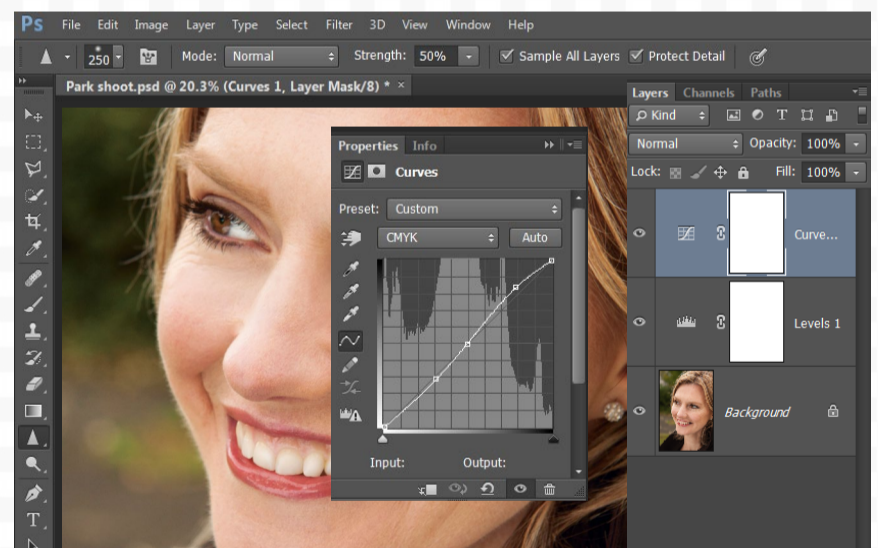 Ps File Edit Image Layer Type Select Filter 3D View Window Help
250 Mode: Normal Strength: 50% Sample All Layers Protect Detail
Park shoot.psd @ 20.3% (Curves 1, Layer Mask/8) * ×
Layers Channels Paths
Kind T
Normal Opacity: 100%
Lock: Fill: 100%
Properties Info
Curves
Preset: Custom
CMYK Auto
Input: Output:
Curve...
Levels 1
Background
T